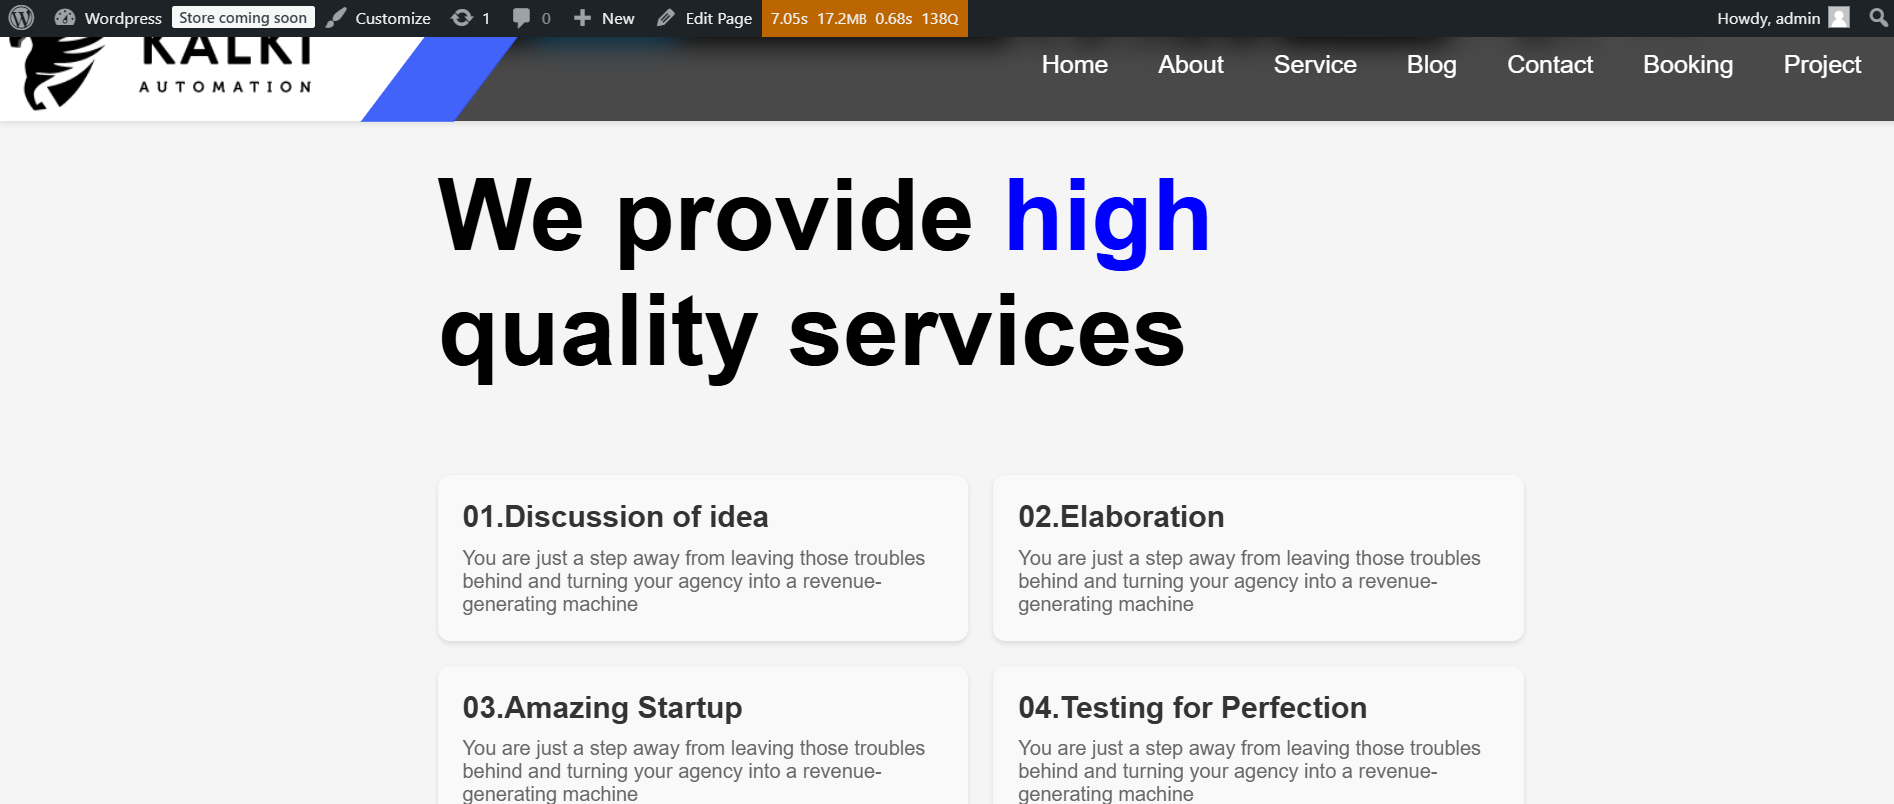 Wordpress Store coming soon Customize 1 0 New Edit Page 7.05s 17.2MB 0.68s 138Q Howdy, admin
KALKI
AUTOMATION
Home About Service Blog Contact Booking Project
We provide high
quality services
01.Discussion of idea
You are just a step away from leaving those troubles
behind and turning your agency into a revenue-
generating machine
02.Elaboration
You are just a step away from leaving those troubles
behind and turning your agency into a revenue-
generating machine
03.Amazing Startup
You are just a step away from leaving those troubles
behind and turning your agency into a revenue-
generating machine
04.Testing for Perfection
You are just a step away from leaving those troubles
behind and turning your agency into a revenue-
generating machine